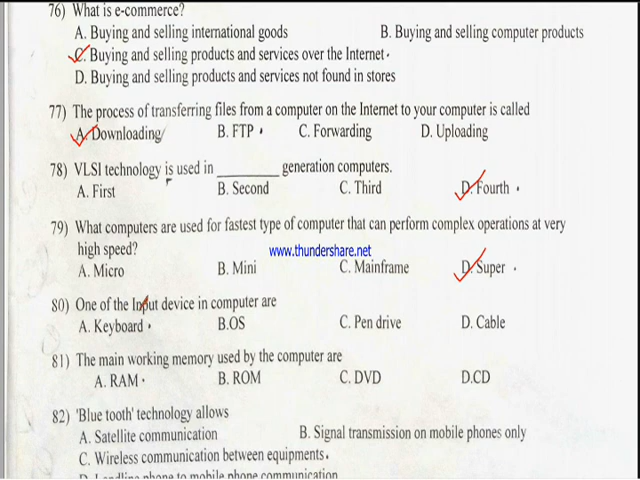 76) What is e-commerce?
A. Buying and selling international goods B. Buying and selling computer products
C. Buying and selling products and services over the Internet
D. Buying and selling products and services not found in stores
77) The process of transferring files from a computer on the Internet to your computer is called
A. Downloading B. FTP C. Forwarding D. Uploading
78) VLSI technology is used in __________ generation computers.
A. First B. Second C. Third D. Fourth
79) What computers are used for fastest type of computer that can perform complex operations at very
high speed?
www.thundershare.net
A. Micro B. Mini C. Mainframe D. Super
80) One of the Input device in computer are
A. Keyboard B.OS C. Pen drive D. Cable
81) The main working memory used by the computer are
A. RAM B. ROM C. DVD D.CD
82) 'Blue tooth' technology allows
A. Satellite communication B. Signal transmission on mobile phones only
C. Wireless communication between equipments.
D. Landline phone to mobile phone communication